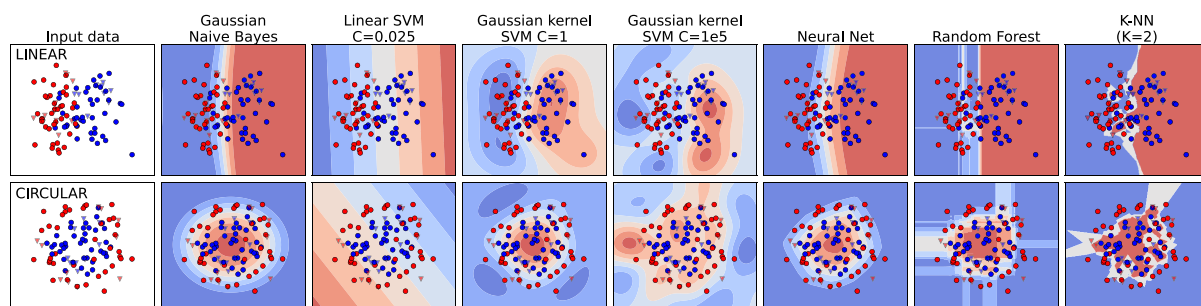 Input data
Gaussian
Naive Bayes
Linear SVM
C=0.025
Gaussian kernel
SVM C=1
Gaussian kernel
SVM C=1e5
Neural Net
Random Forest
K-NN
(K=2)
LINEAR
CIRCULAR